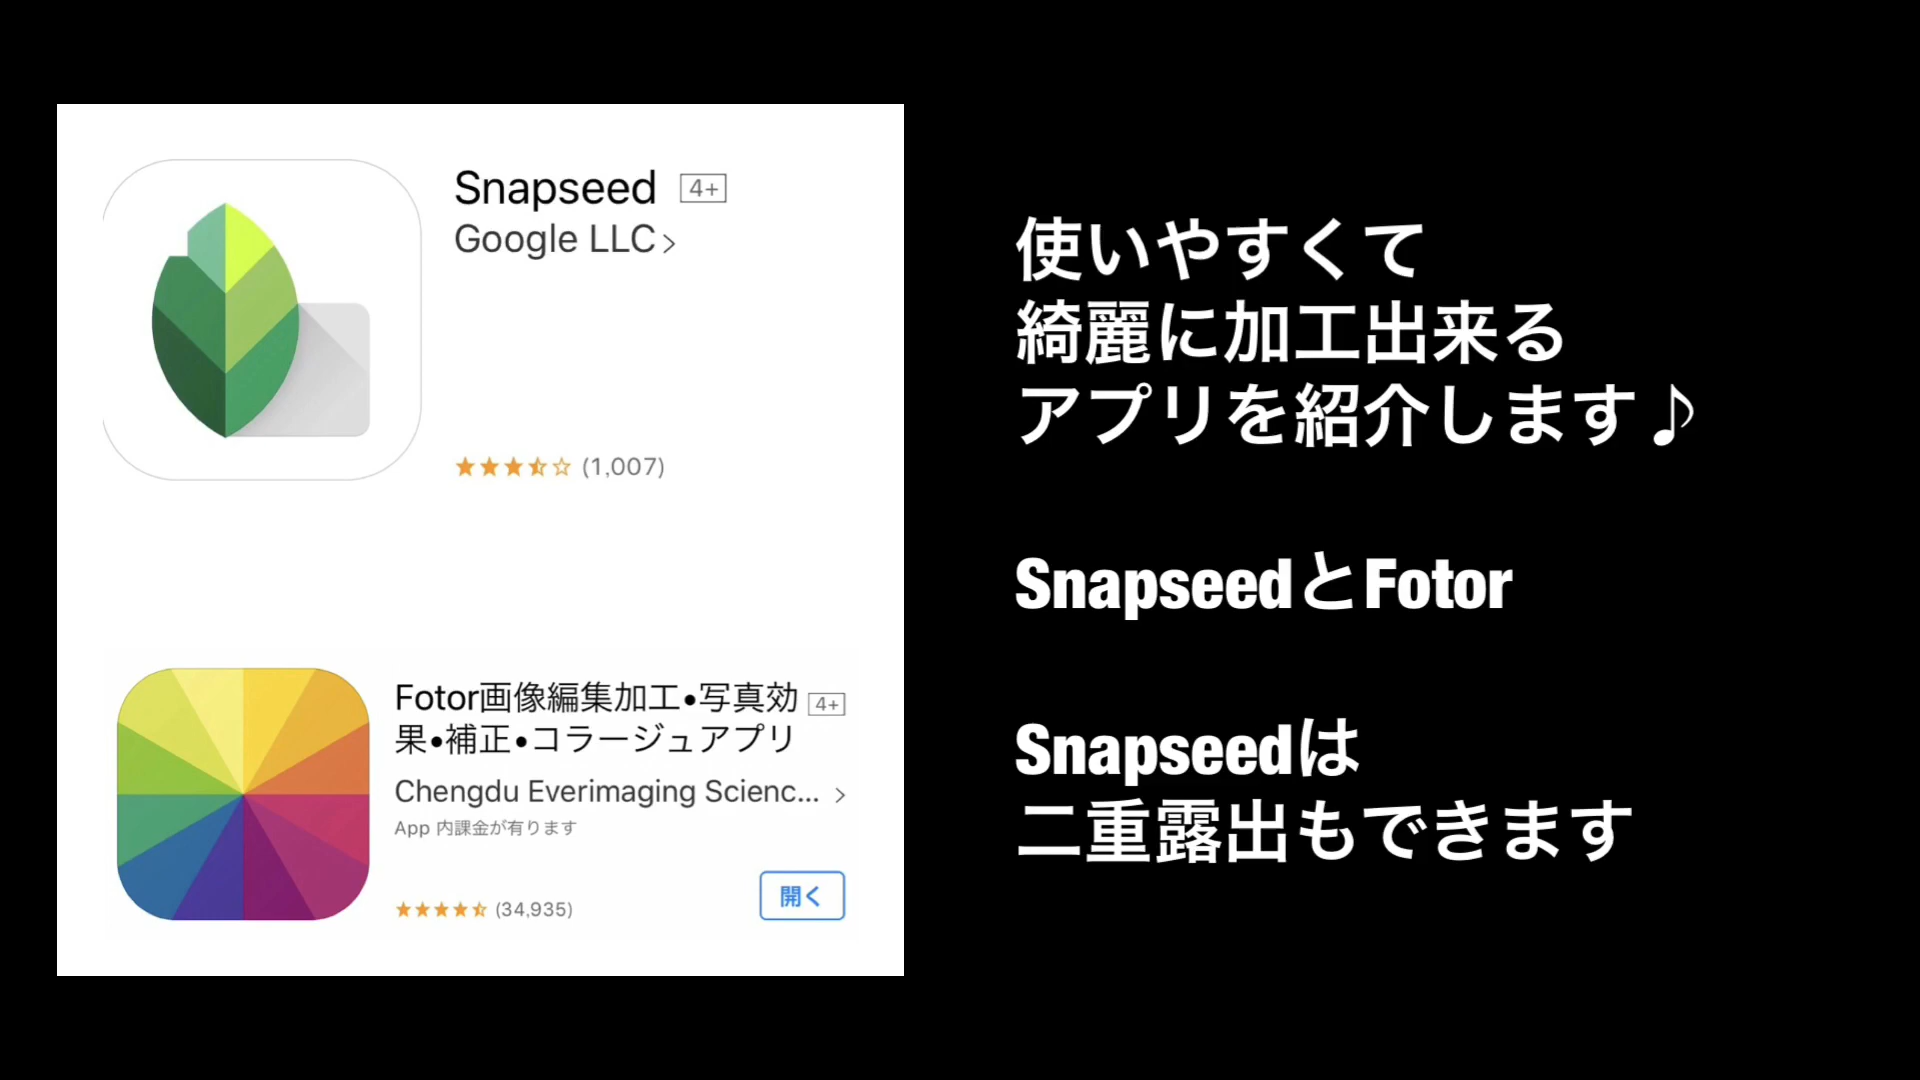 Snapseed 4+
Google LLC >
(1,007)
Fotor画像編集加工•写真効 4+
果•補正•コラージュアプリ
Chengdu Everimaging Scienc... >
App 内課金が有ります
(34,935)
開く
使いやすくて
綺麗に加工出来る
アプリを紹介します♪
SnapseedとFotor
Snapseedは
二重露出もできます